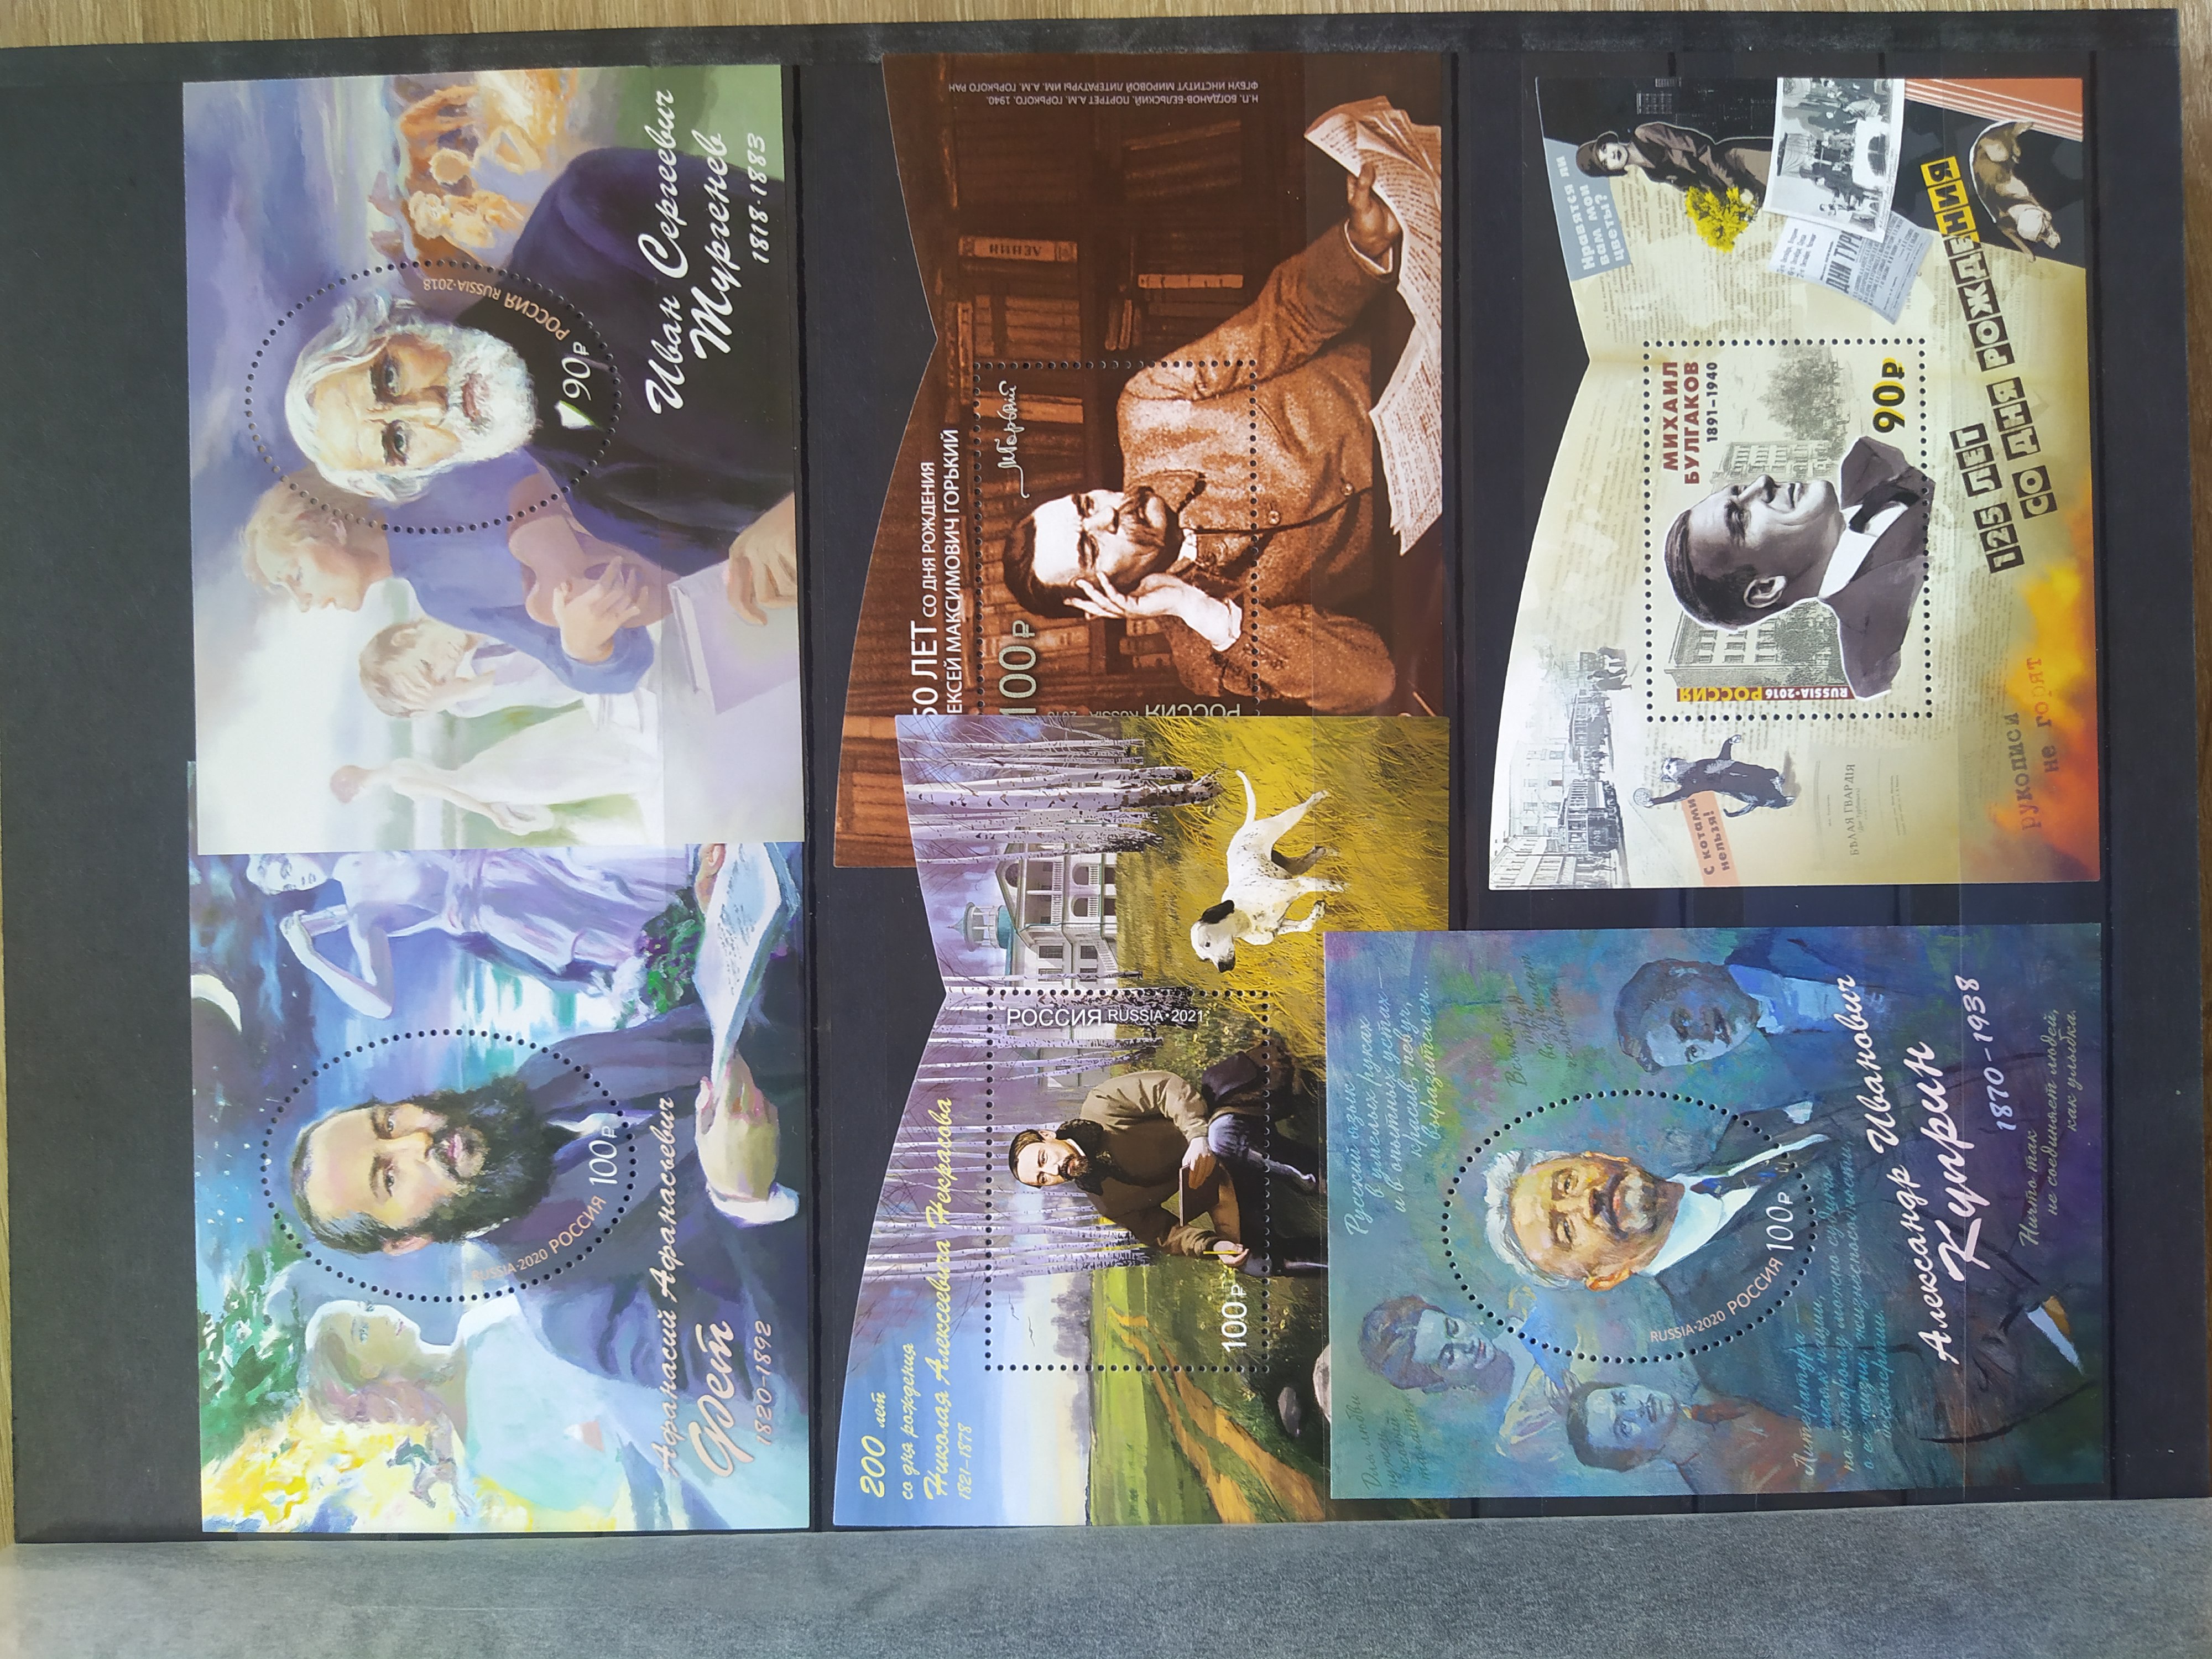 RUSSIA·2020 РОССИЯ
100₽
Афанасий Афанасьевич
Фет
1820–1892
РОССИЯ RUSSIA·2018
90₽
Иван Сергеевич
Тургенев
1818·1883
200 лет
со дня рождения
Николая Алексеевича Некрасова
1821–1878
РОССИЯ RUSSIA·2021
100₽
50 ЛЕТ СО ДНЯ РОЖДЕНИЯ
ЕКСЕЙ МАКСИМОВИЧ ГОРЬКИЙ
100₽
МГорький
РОССИЯ
ЛЕНИН
Н.П. БОГДАНОВ-БЕЛЬСКИЙ. ПОРТРЕТ А.М. ГОРЬКОГО. 1940.
ФГБУН ИНСТИТУТ МИРОВОЙ ЛИТЕРАТУРЫ ИМ. А.М. ГОРЬКОГО РАН
Для любви
нужен
особый
талант...
Русский язык
в умелых руках
и в опытных устах —
красив, певуч,
выразителен...
Всякий
труд
возвышает
человека.
RUSSIA·2020 РОССИЯ
100₽
Литература —
маяк нации,
по которому можно судить
о её жизни, жизнеспособности,
бессмертии.
Александр Иванович
Куприн
1870–1938
Ничто так
не соединяет людей,
как улыбка.
Нравятся ли
вам мои
цветы?
С котами
нельзя!
RUSSIA·2016 РОССИЯ
МИХАИЛ
БУЛГАКОВ
1891–1940
90₽
БѢЛАЯ ГВАРДІЯ
ДНИ ТУР
125 ЛЕТ
СО ДНЯ РОЖДЕНИЯ
рукописи
не горят